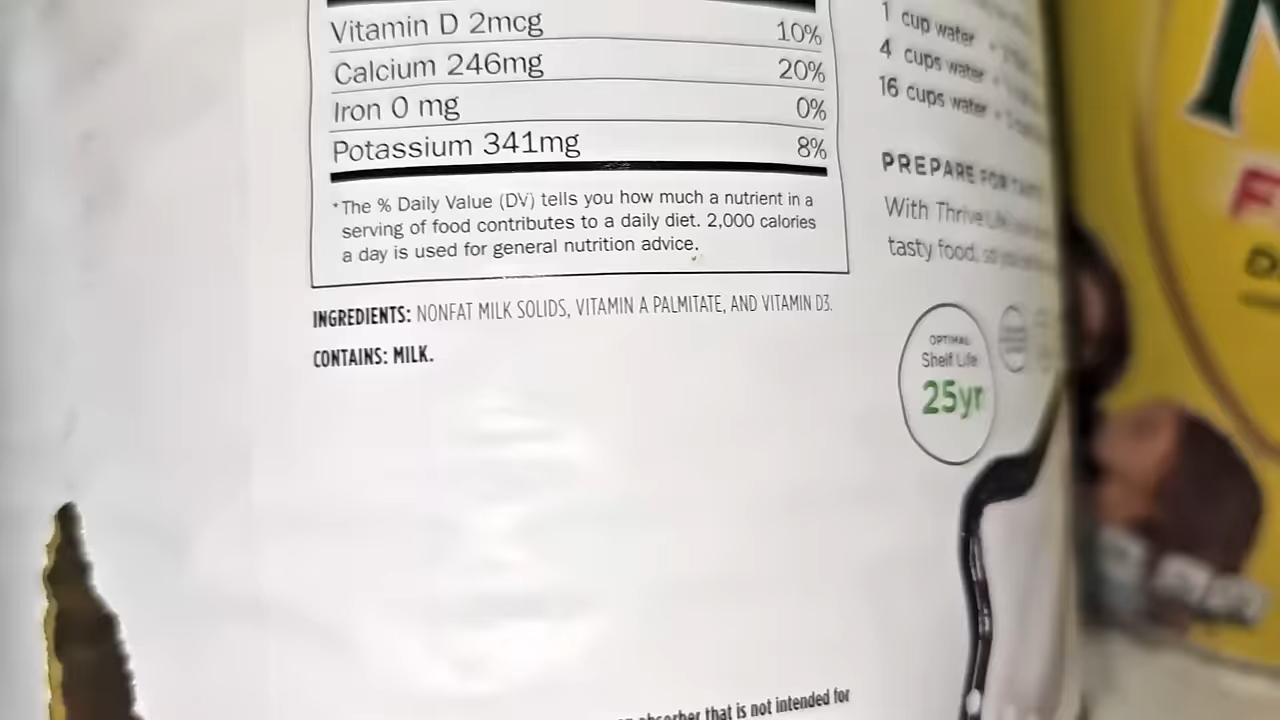 Vitamin D 2mcg 10%
Calcium 246mg 20%
Iron 0 mg 0%
Potassium 341mg 8%
*The % Daily Value (DV) tells you how much a nutrient in a
serving of food contributes to a daily diet. 2,000 calories
a day is used for general nutrition advice.
INGREDIENTS: NONFAT MILK SOLIDS, VITAMIN A PALMITATE, AND VITAMIN D3.
CONTAINS: MILK.
that is not intended for
1 cup water
4 cups water
16 cups water
PREPARE FOR
With Thrive Life
tasty food,
OPTIMAL
Shelf Life
25yr